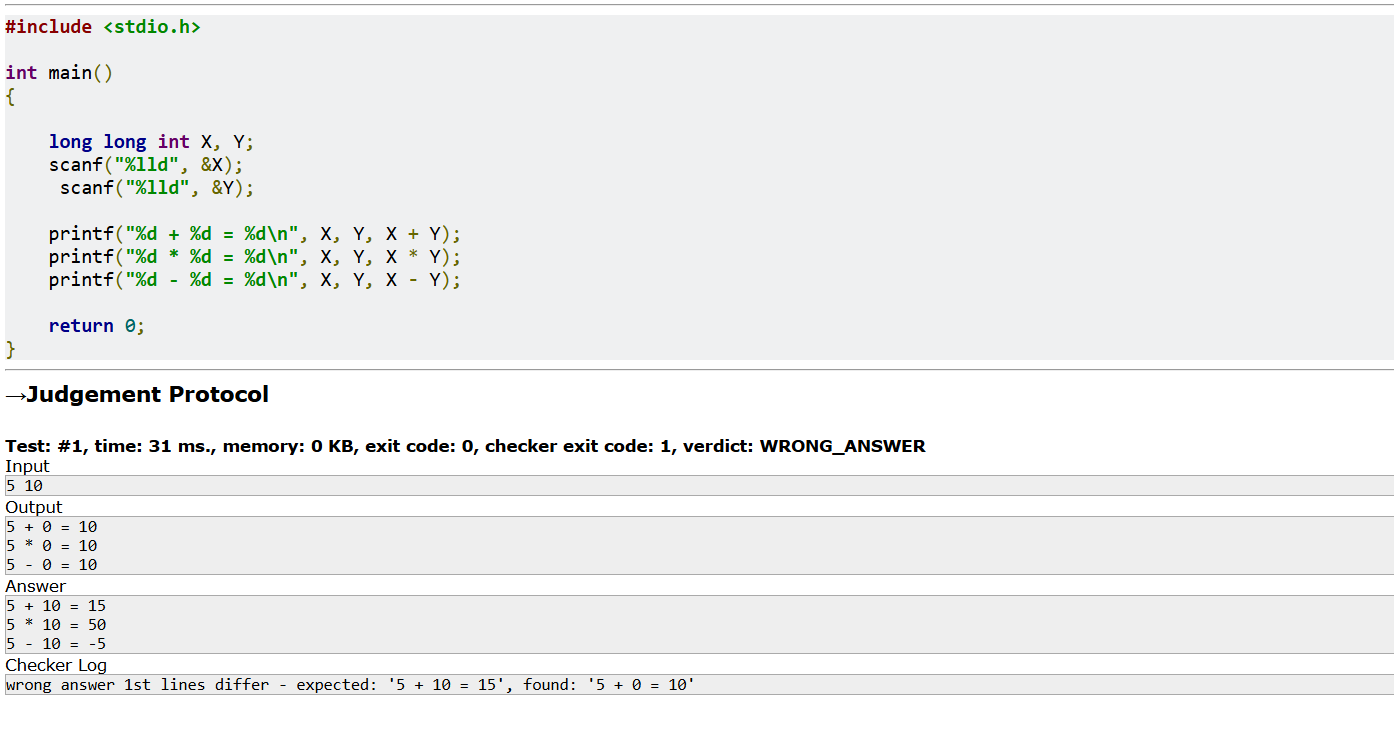 #include <stdio.h>
int main()
{
    long long int X, Y;
    scanf("%lld", &X);
     scanf("%lld", &Y);
    printf("%d + %d = %d\n", X, Y, X + Y);
    printf("%d * %d = %d\n", X, Y, X * Y);
    printf("%d - %d = %d\n", X, Y, X - Y);
    return 0;
}
→Judgement Protocol
Test: #1, time: 31 ms., memory: 0 KB, exit code: 0, checker exit code: 1, verdict: WRONG_ANSWER
Input
5 10
Output
5 + 0 = 10
5 * 0 = 10
5 - 0 = 10
Answer
5 + 10 = 15
5 * 10 = 50
5 - 10 = -5
Checker Log
wrong answer 1st lines differ - expected: '5 + 10 = 15', found: '5 + 0 = 10'